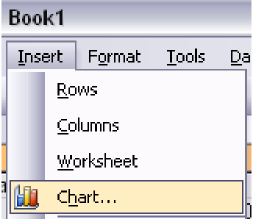 Book1
Insert Format Tools Da
Rows
Columns
Worksheet
Chart...